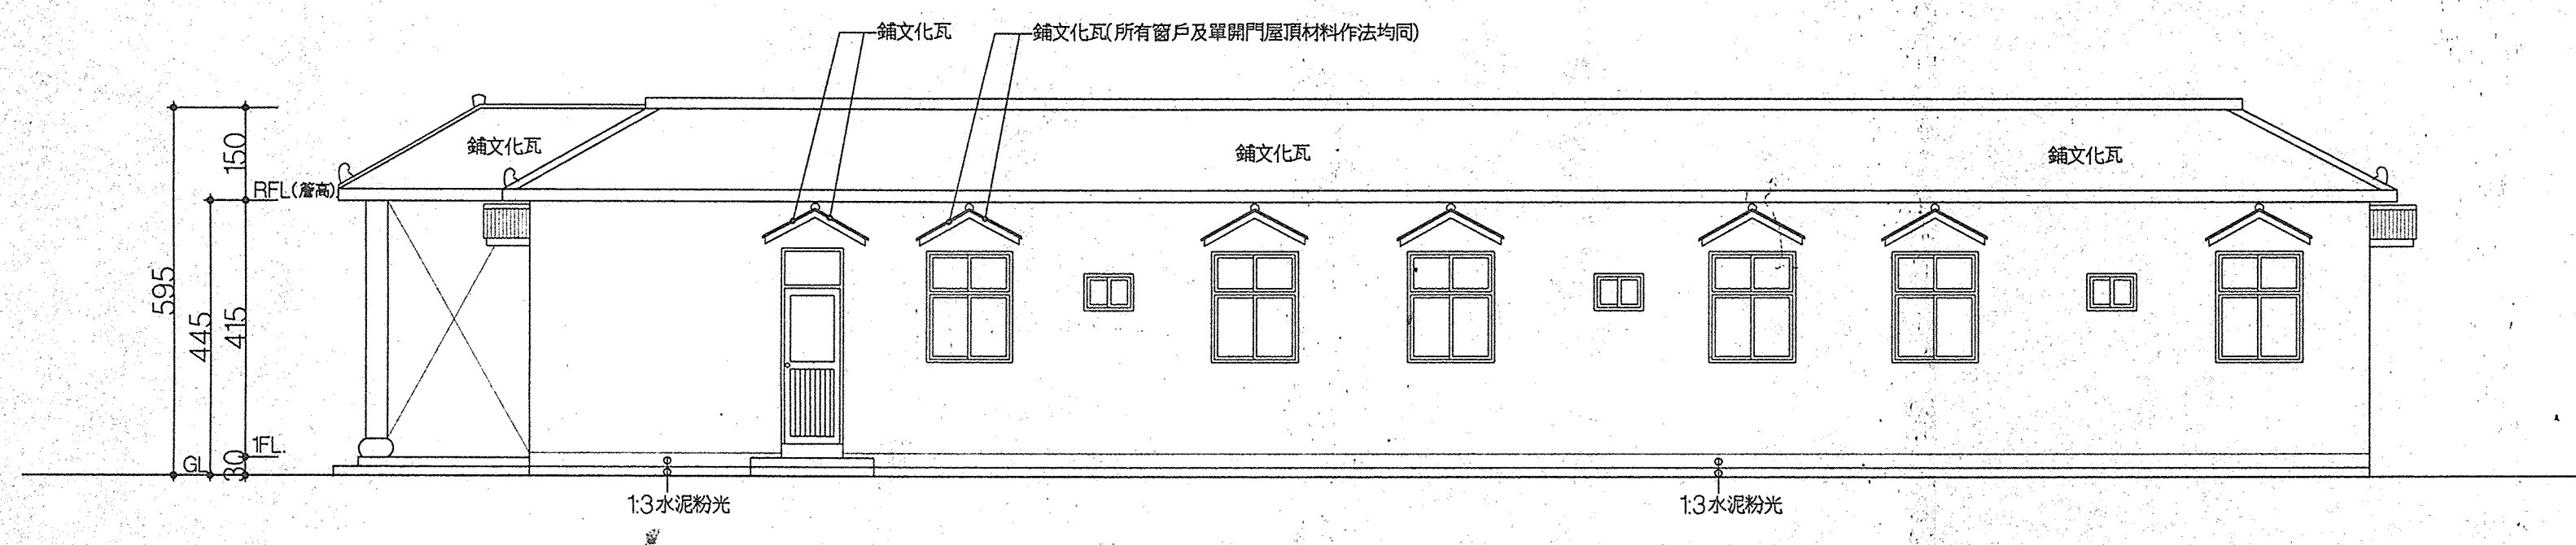 鋪文化瓦
鋪文化瓦(所有窗戶及單開門屋頂材料作法均同)
鋪文化瓦
鋪文化瓦
鋪文化瓦
150
RFL(簷高)
595
445
415
1FL.
GL
30
1:3水泥粉光
1:3水泥粉光